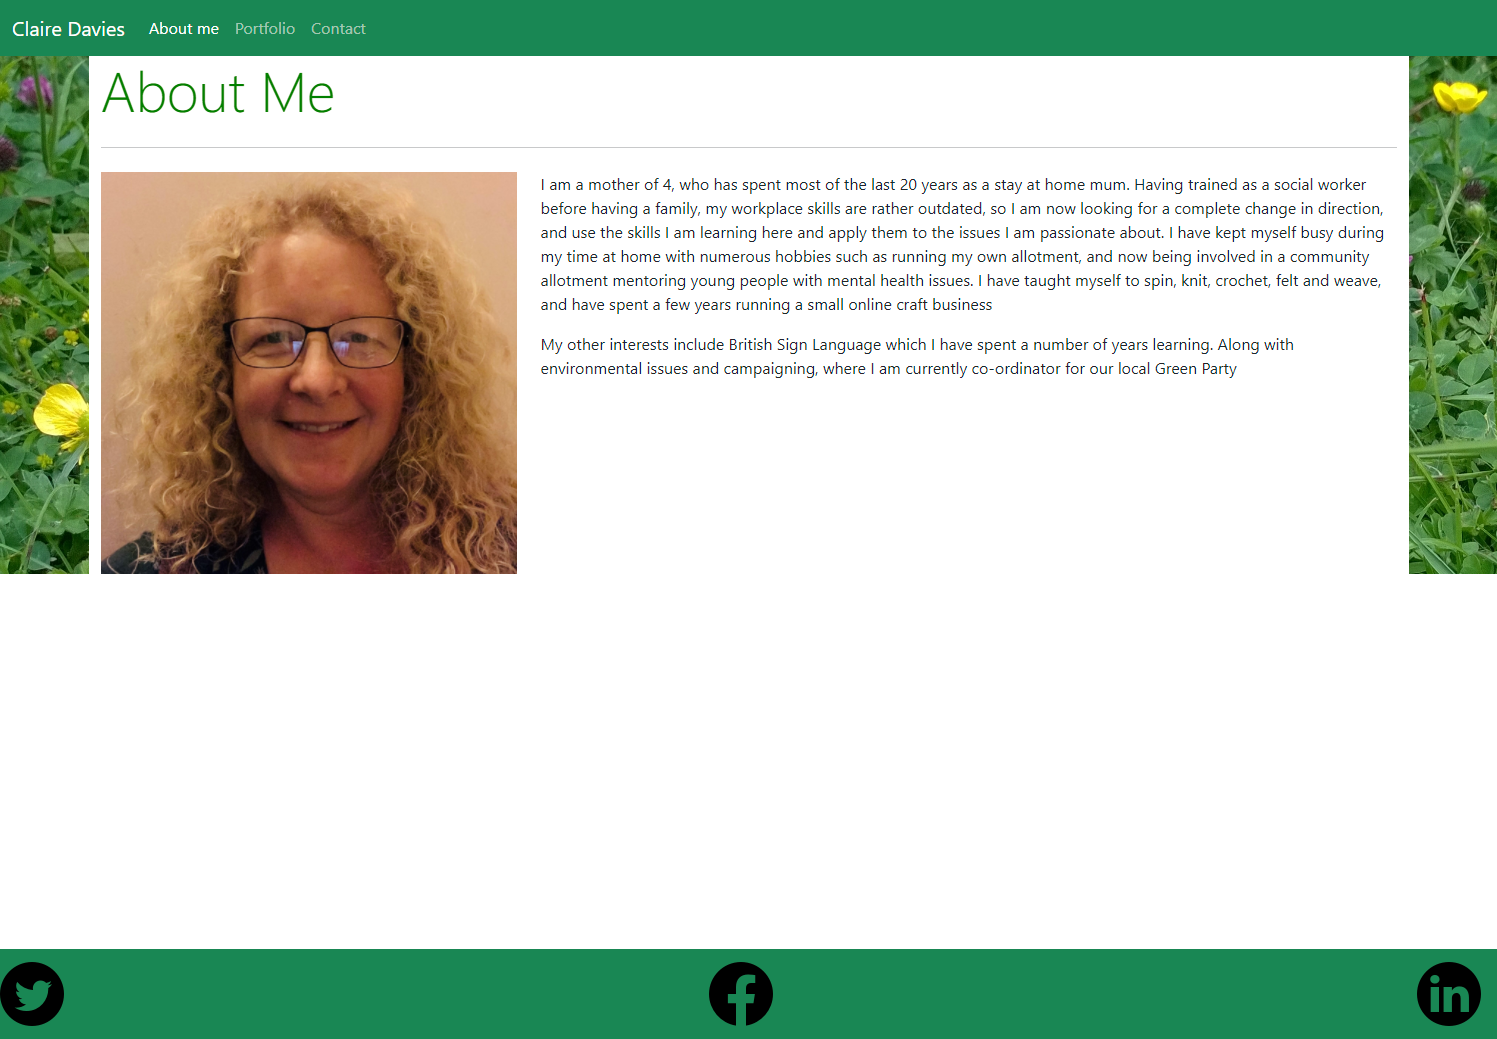 Claire Davies About me Portfolio Contact
About Me
I am a mother of 4, who has spent most of the last 20 years as a stay at home mum. Having trained as a social worker
before having a family, my workplace skills are rather outdated, so I am now looking for a complete change in direction,
and use the skills I am learning here and apply them to the issues I am passionate about. I have kept myself busy during
my time at home with numerous hobbies such as running my own allotment, and now being involved in a community
allotment mentoring young people with mental health issues. I have taught myself to spin, knit, crochet, felt and weave,
and have spent a few years running a small online craft business
My other interests include British Sign Language which I have spent a number of years learning. Along with
environmental issues and campaigning, where I am currently co-ordinator for our local Green Party
in